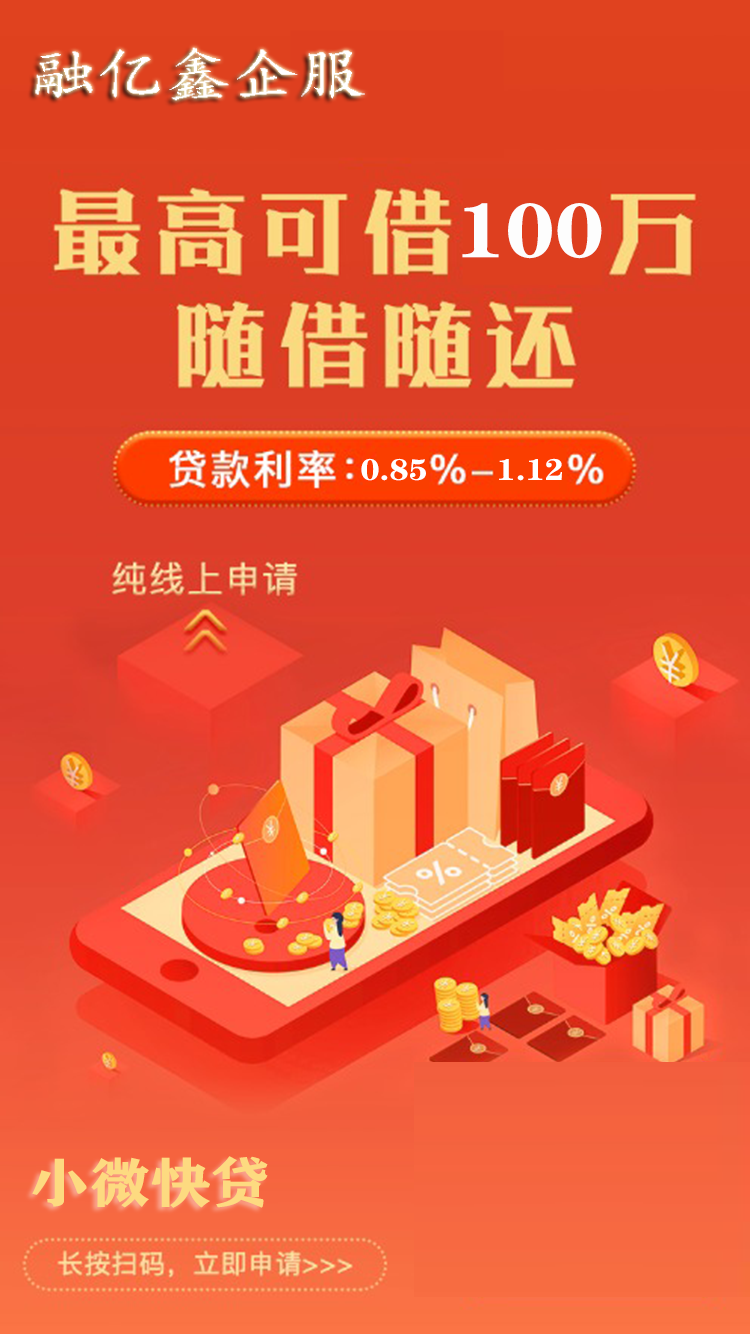 融亿鑫企服
最高可借100万
随借随还
贷款利率:0.85%-1.12%
纯线上申请
%
小微快贷
长按扫码，立即申请>>>